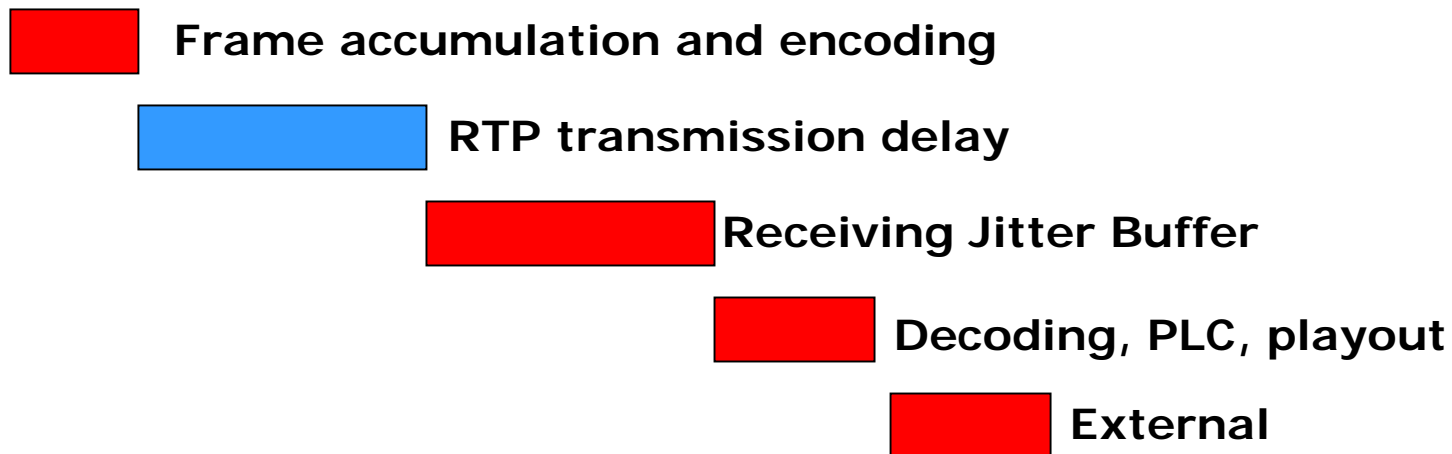 Frame accumulation and encoding
RTP transmission delay
Receiving Jitter Buffer
Decoding, PLC, playout
External